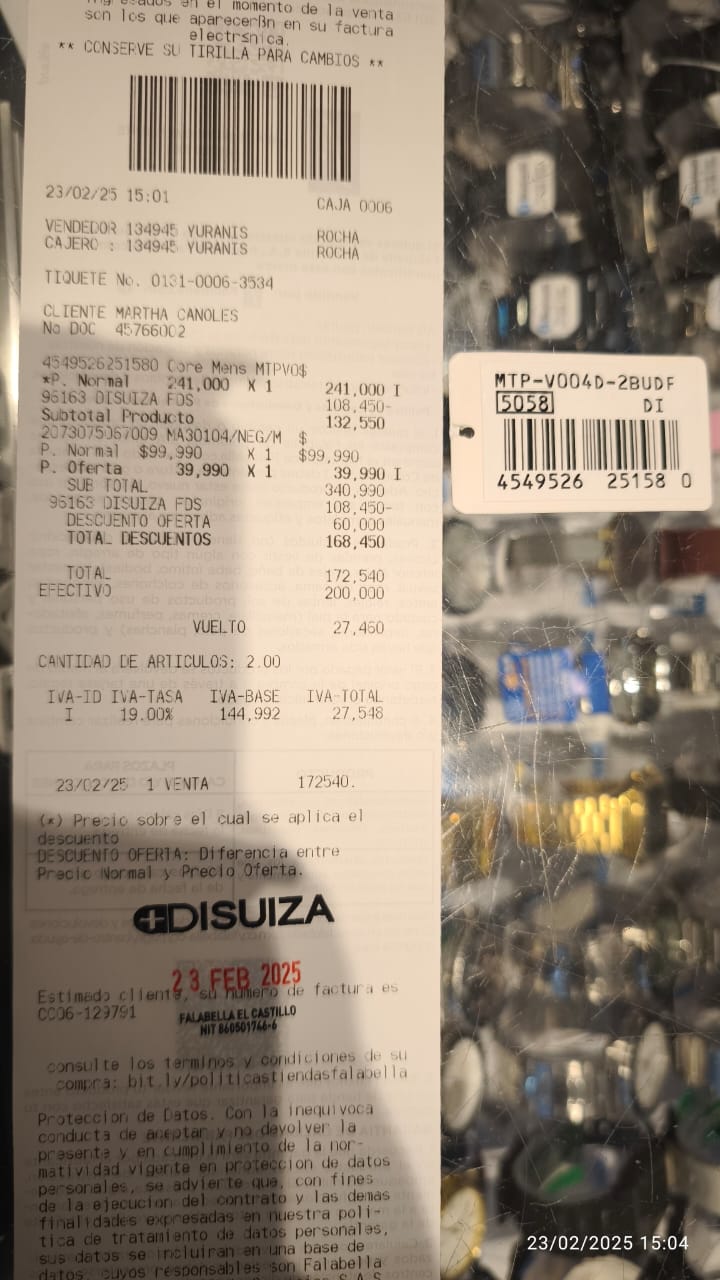 en el momento de la venta
son los que aparecerßn en su factura
electrsnica.
** CONSERVE SU TIRILLA PARA CAMBIOS **
23/02/25 15:01 CAJA 0006
VENDEDOR 134945 YURANIS ROCHA
CAJERO : 134945 YURANIS ROCHA
TIQUETE No. 0131-0006-3534
CLIENTE MARTHA CANOLES
No DOC 45766002
4549526251580 Core Mens MTPV0$
*P. Normal 241,000 X 1 241,000 I
96163 DISUIZA FDS 108,450-
Subtotal Producto 132,550
2073075067009 MA30104/NEG/M $
P. Normal $99,990 X 1 $99,990
P. Oferta 39,990 X 1 39,990 I
SUB TOTAL 340,990
96163 DISUIZA FDS 108,450-
DESCUENTO OFERTA 60,000
TOTAL DESCUENTOS 168,450
TOTAL 172,540
EFECTIVO 200,000
VUELTO 27,460
CANTIDAD DE ARTICULOS: 2.00
IVA-ID IVA-TASA IVA-BASE IVA-TOTAL
I 19.00% 144,992 27,548
23/02/25 1 VENTA 172540.
(*) Precio sobre el cual se aplica el
descuento
DESCUENTO OFERTA: Diferencia entre
Precio Normal y Precio Oferta.
DISUIZA
23 FEB 2025
Estimado cliente, su número de factura es
CC06-129791
FALABELLA EL CASTILLO
NIT 860501746-6
consulte los terminos y condiciones de su
compra: bit.ly/politicastiendasfalabella
Proteccion de Datos. Con la inequivoca
conducta de aceptar y no devolver la
presente y en cumplimiento de la nor-
matividad vigente en proteccion de datos
personales, se advierte que, con fines
de la ejecucion del contrato y las demas
finalidades expresadas en nuestra poli-
tica de tratamiento de datos personales,
sus datos se incluiran en una base de
datos, cuyos responsables son Falabella
MTP-V004D-2BUDF
5058 DI
4549526 25158 0
23/02/2025 15:04